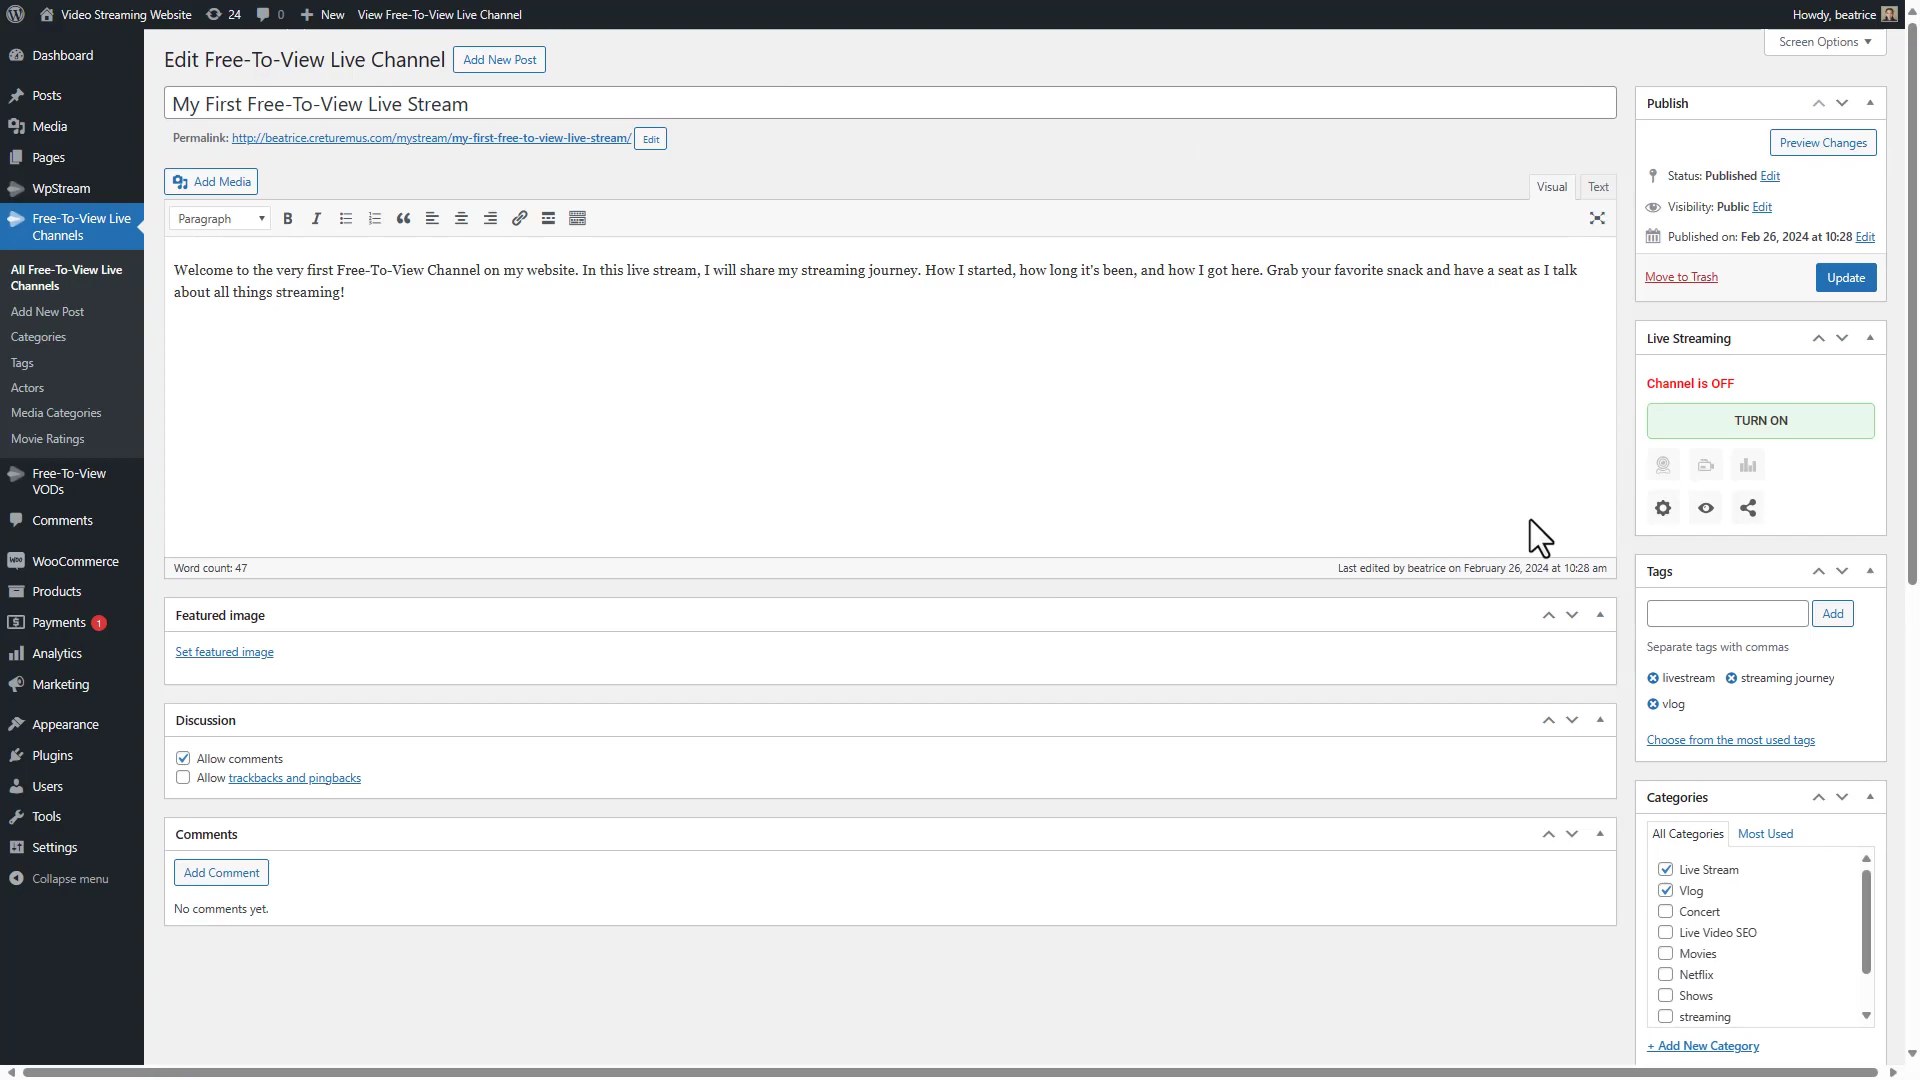 Video Streaming Website 24 0 New View Free-To-View Live Channel Howdy, beatrice
Screen Options
Dashboard
Posts
Media
Pages
WpStream
Free-To-View Live
Channels
All Free-To-View Live
Channels
Add New Post
Categories
Tags
Actors
Media Categories
Movie Ratings
Free-To-View
VODs
Comments
WooCommerce
Products
Payments 1
Analytics
Marketing
Appearance
Plugins
Users
Tools
Settings
Collapse menu
Edit Free-To-View Live Channel Add New Post
My First Free-To-View Live Stream
Permalink: http://beatrice.creturemus.com/mystream/my-first-free-to-view-live-stream/ Edit
Add Media
Visual Text
Paragraph B I
Welcome to the very first Free-To-View Channel on my website. In this live stream, I will share my streaming journey. How I started, how long it's been, and how I got here. Grab your favorite snack and have a seat as I talk
about all things streaming!
Word count: 47 Last edited by beatrice on February 26, 2024 at 10:28 am
Featured image
Set featured image
Discussion
Allow comments
Allow trackbacks and pingbacks
Comments
Add Comment
No comments yet.
Publish
Preview Changes
Status: Published Edit
Visibility: Public Edit
Published on: Feb 26, 2024 at 10:28 Edit
Move to Trash Update
Live Streaming
Channel is OFF
TURN ON
Tags
Add
Separate tags with commas
livestream streaming journey
vlog
Choose from the most used tags
Categories
All Categories Most Used
Live Stream
Vlog
Concert
Live Video SEO
Movies
Netflix
Shows
streaming
+ Add New Category